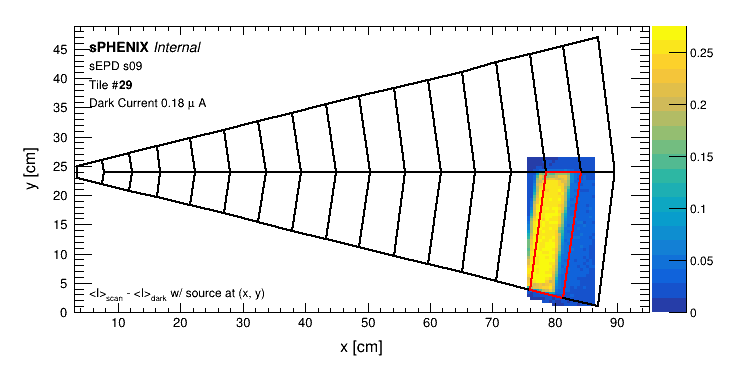 sPHENIX Internal
sEPD s09
Tile #29
Dark Current 0.18 μ A
<I>scan - <I>dark w/ source at (x, y)
y [cm]
45
40
35
30
25
20
15
10
5
0
10 20 30 40 50 60 70 80 90
x [cm]
0.25
0.2
0.15
0.1
0.05
0